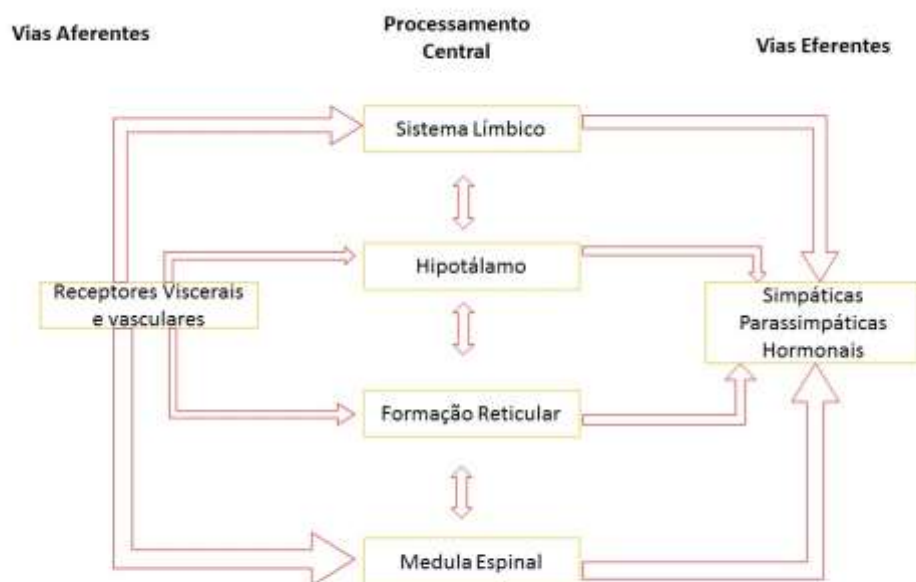 Vias Aferentes
Processamento
Central
Vias Eferentes
Sistema Límbico
Hipotálamo
Receptores Viscerais
e vasculares
Simpáticas
Parassimpáticas
Hormonais
Formação Reticular
Medula Espinal